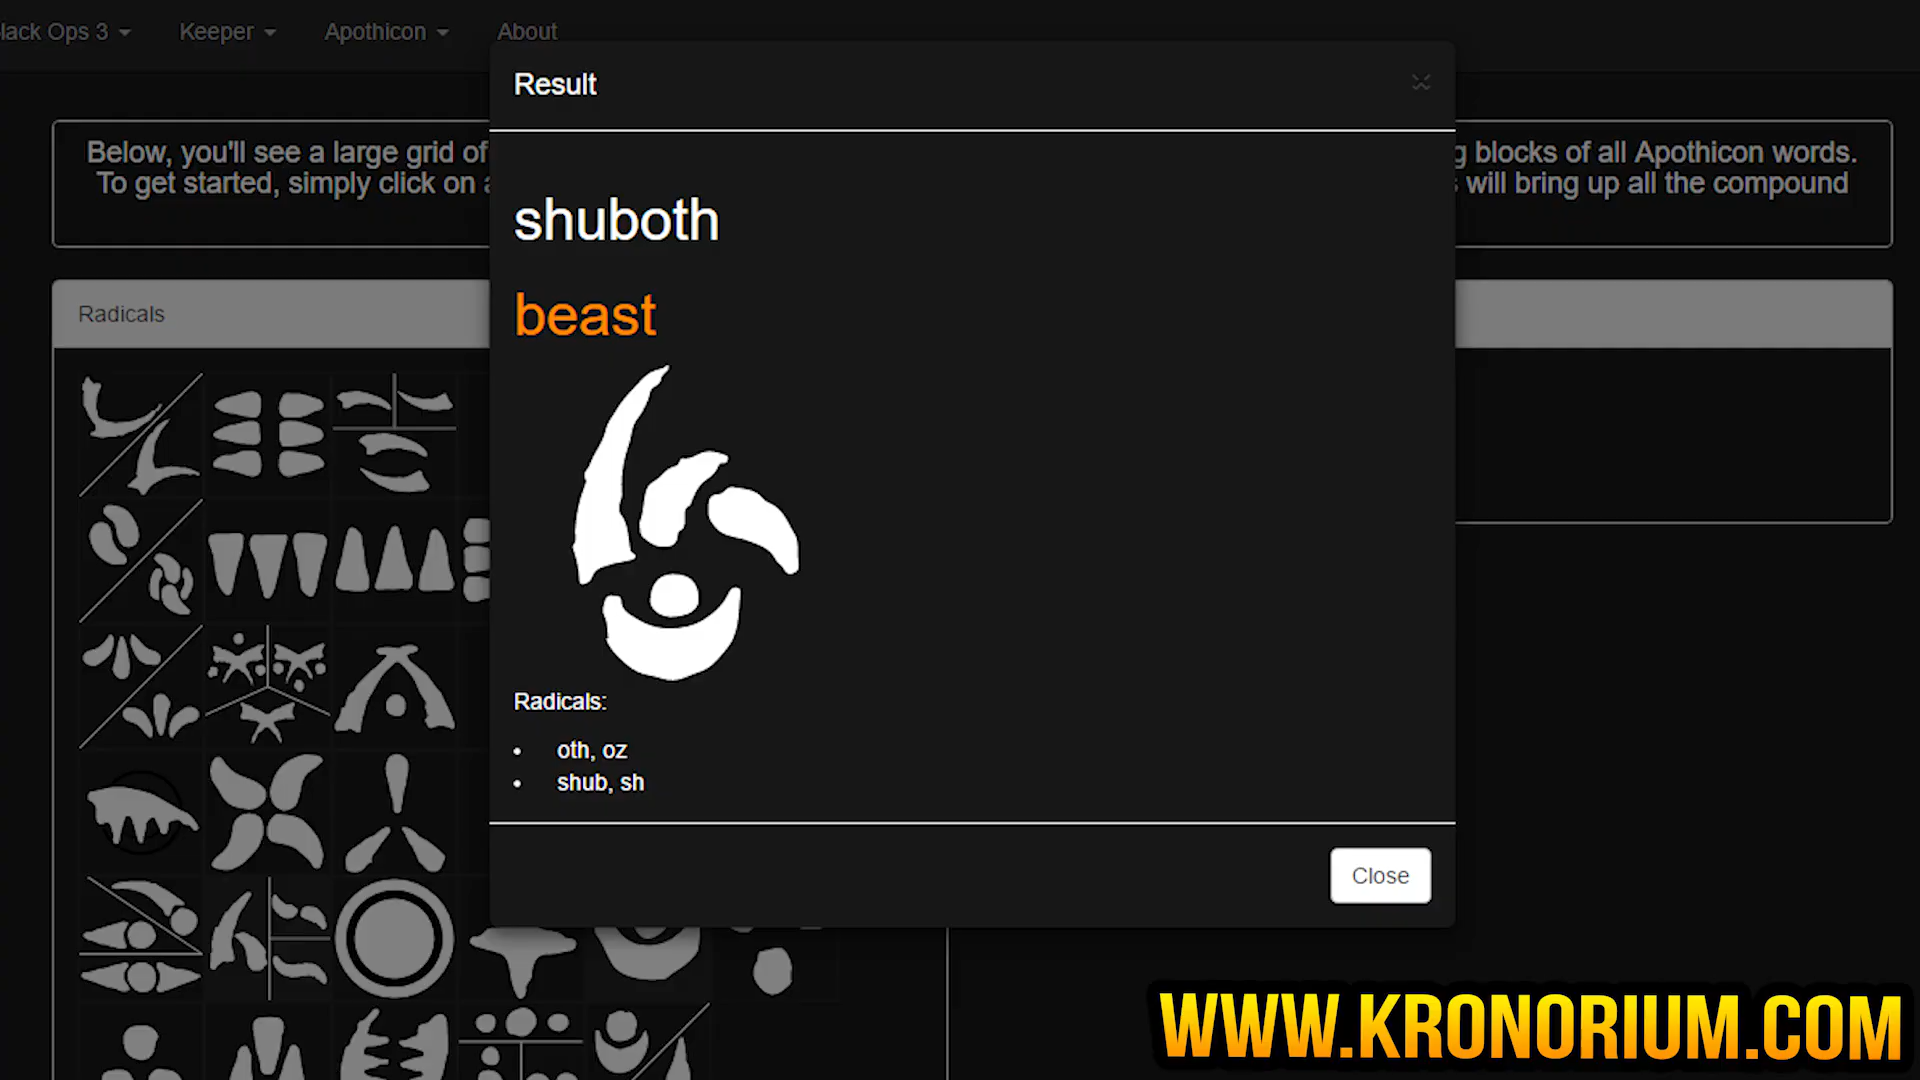 lack Ops 3 Keeper Apothicon About
Result
Below, you'll see a large grid of
g blocks of all Apothicon words.
To get started, simply click on a
will bring up all the compound
shuboth
beast
Radicals
Radicals:
• oth, oz
• shub, sh
Close
WWW.KRONORIUM.COM